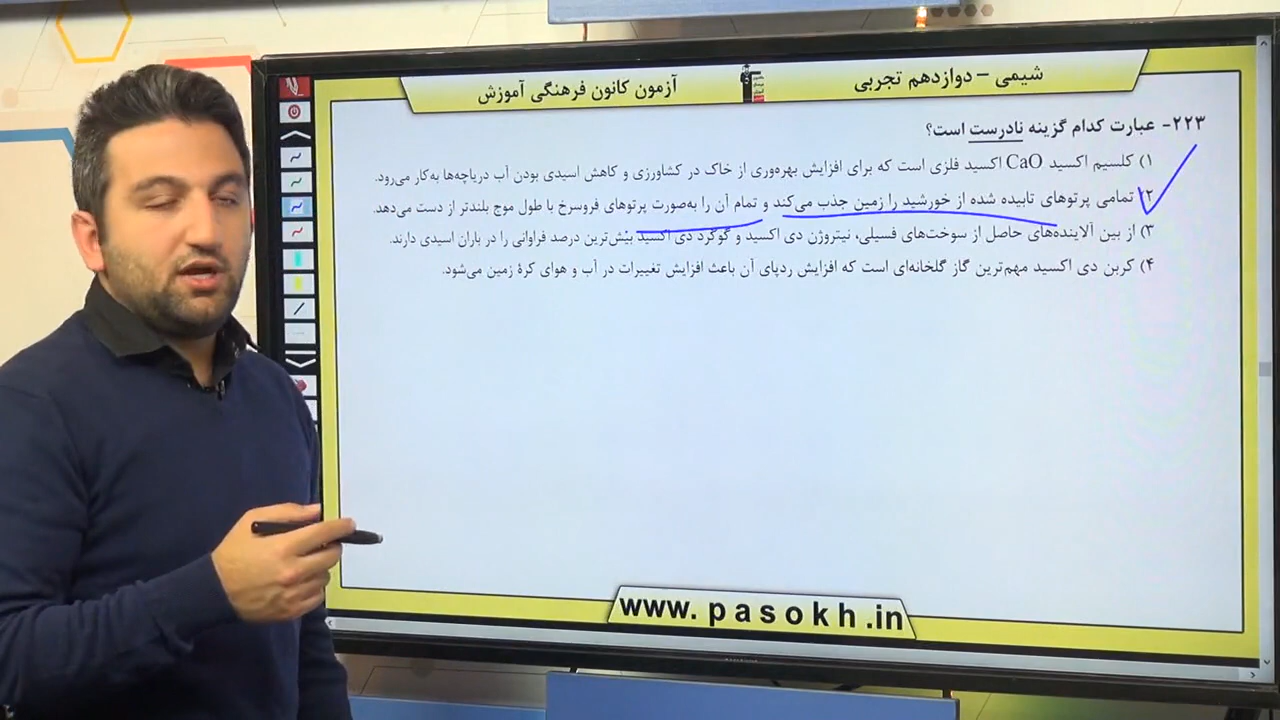 شیمی – دوازدهم تجربی
آزمون کانون فرهنگی آموزش
۲۲۳- عبارت کدام گزینه نادرست است؟
۱) کلسیم اکسید CaO اکسید فلزی است که برای افزایش بهره‌وری از خاک در کشاورزی و کاهش اسیدی بودن آب دریاچه‌ها به‌کار می‌رود.
۲) تمامی پرتوهای تابیده شده از خورشید را زمین جذب می‌کند و تمام آن را به‌صورت پرتوهای فروسرخ با طول موج بلندتر از دست می‌دهد.
۳) از بین آلاینده‌های حاصل از سوخت‌های فسیلی، نیتروژن دی اکسید و گوگرد دی اکسید بیش‌ترین درصد فراوانی را در باران اسیدی دارند.
۴) کربن دی اکسید مهم‌ترین گاز گلخانه‌ای است که افزایش ردپای آن باعث افزایش تغییرات در آب و هوای کرهٔ زمین می‌شود.
www.pasokh.in